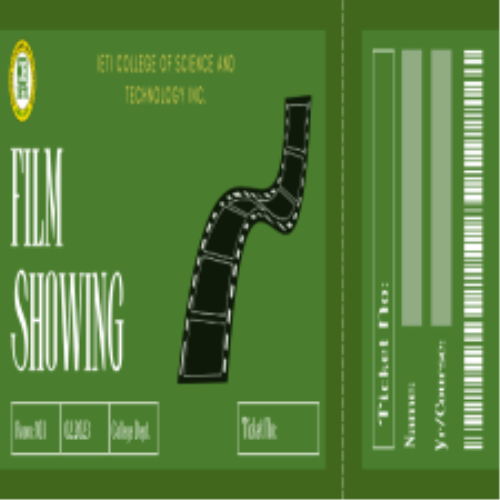 IETI COLLEGE OF SCIENCE AND
TECHNOLOGY INC.
FILM
SHOWING
College Dept.
Ticket No:
Ticket No:
Name:
Yr/Course: